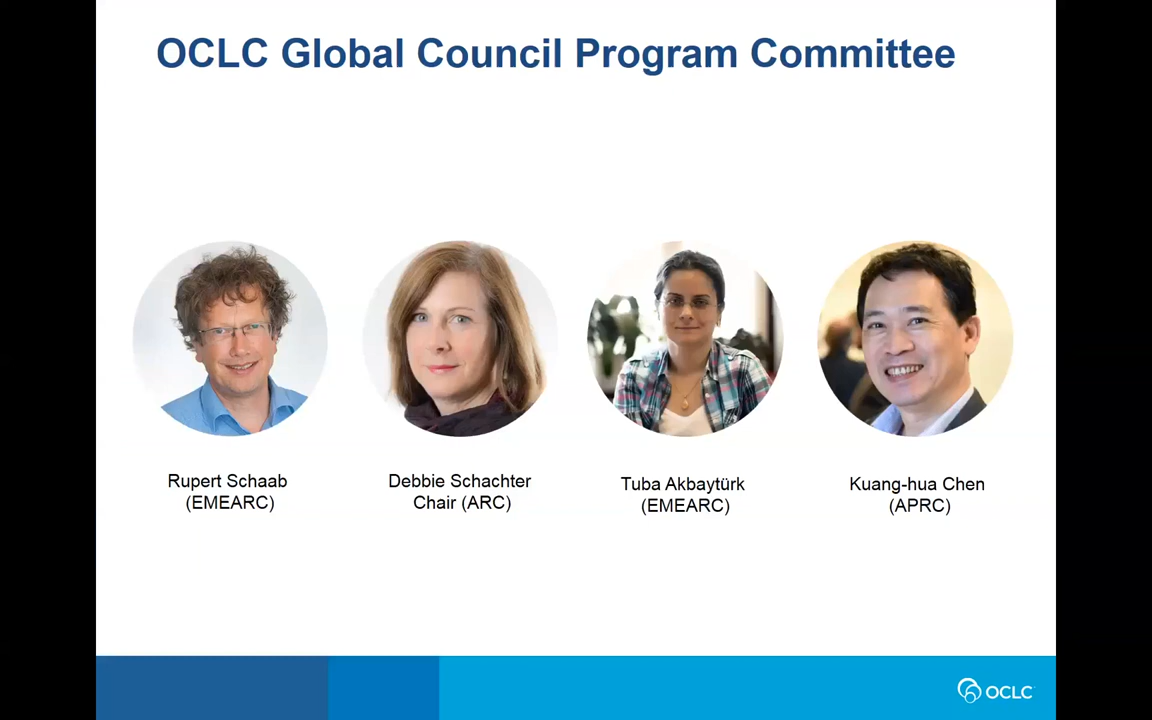 OCLC Global Council Program Committee
Rupert Schaab
(EMEARC)
Debbie Schachter
Chair (ARC)
Tuba Akbaytürk
(EMEARC)
Kuang-hua Chen
(APRC)
OCLC